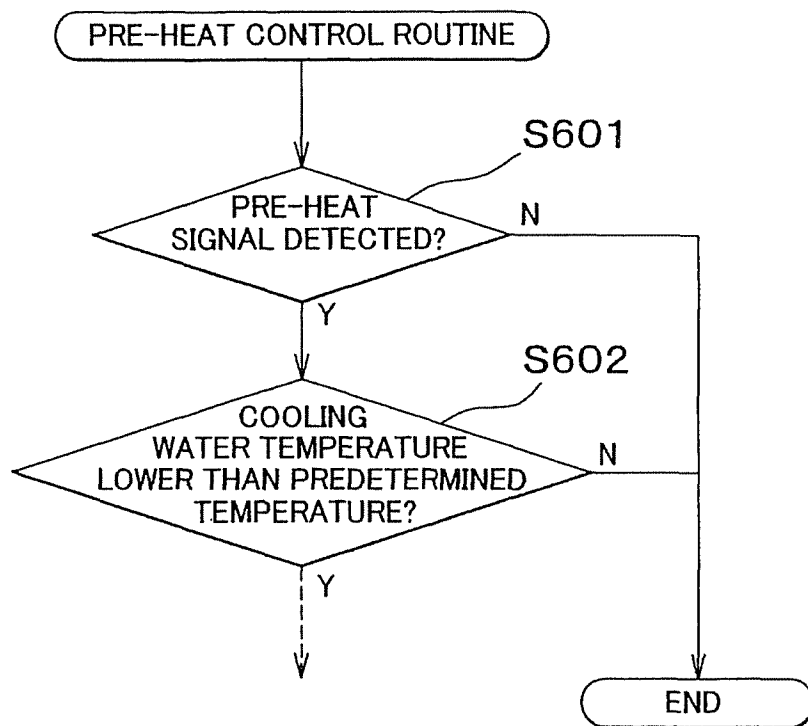 PRE-HEAT CONTROL ROUTINE
S601
PRE-HEAT
SIGNAL DETECTED?
N
Y
S602
COOLING
WATER TEMPERATURE
LOWER THAN PREDETERMINED
TEMPERATURE?
N
Y
END